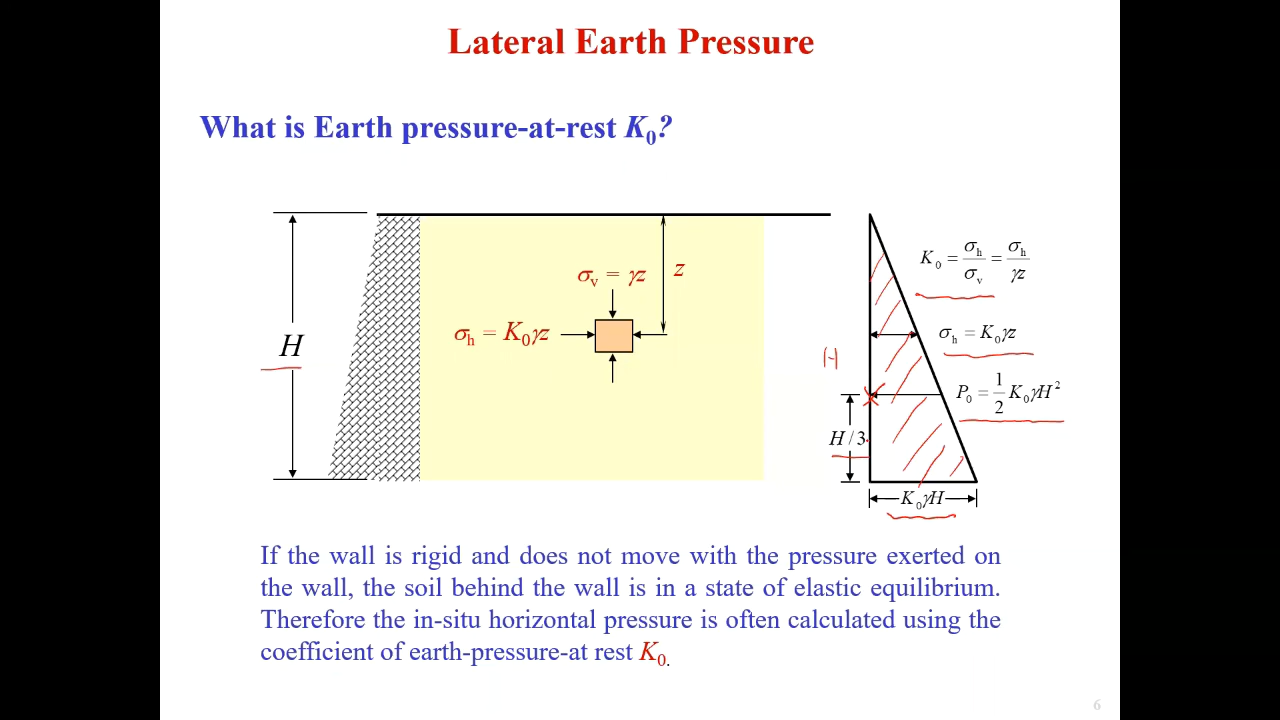 Lateral Earth Pressure
What is Earth pressure-at-rest K₀?
H
σᵥ = γz
z
σₕ = K₀γz
K₀ = σₕ/σᵥ = σₕ/γz
σₕ = K₀γz
H
P₀ = 1/2 K₀γH²
H/3
K₀γH
If the wall is rigid and does not move with the pressure exerted on
the wall, the soil behind the wall is in a state of elastic equilibrium.
Therefore the in-situ horizontal pressure is often calculated using the
coefficient of earth-pressure-at rest K₀.
6